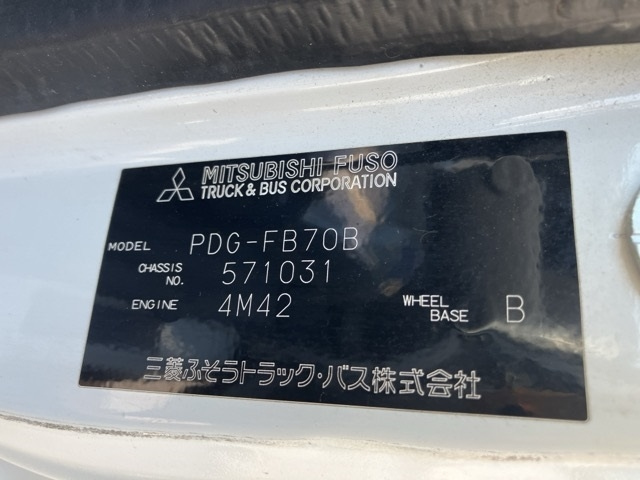 MITSUBISHI FUSO
TRUCK & BUS CORPORATION
MODEL PDG-FB70B
CHASSIS NO. 571031
ENGINE 4M42 WHEEL BASE B
三菱ふそうトラック・バス株式会社